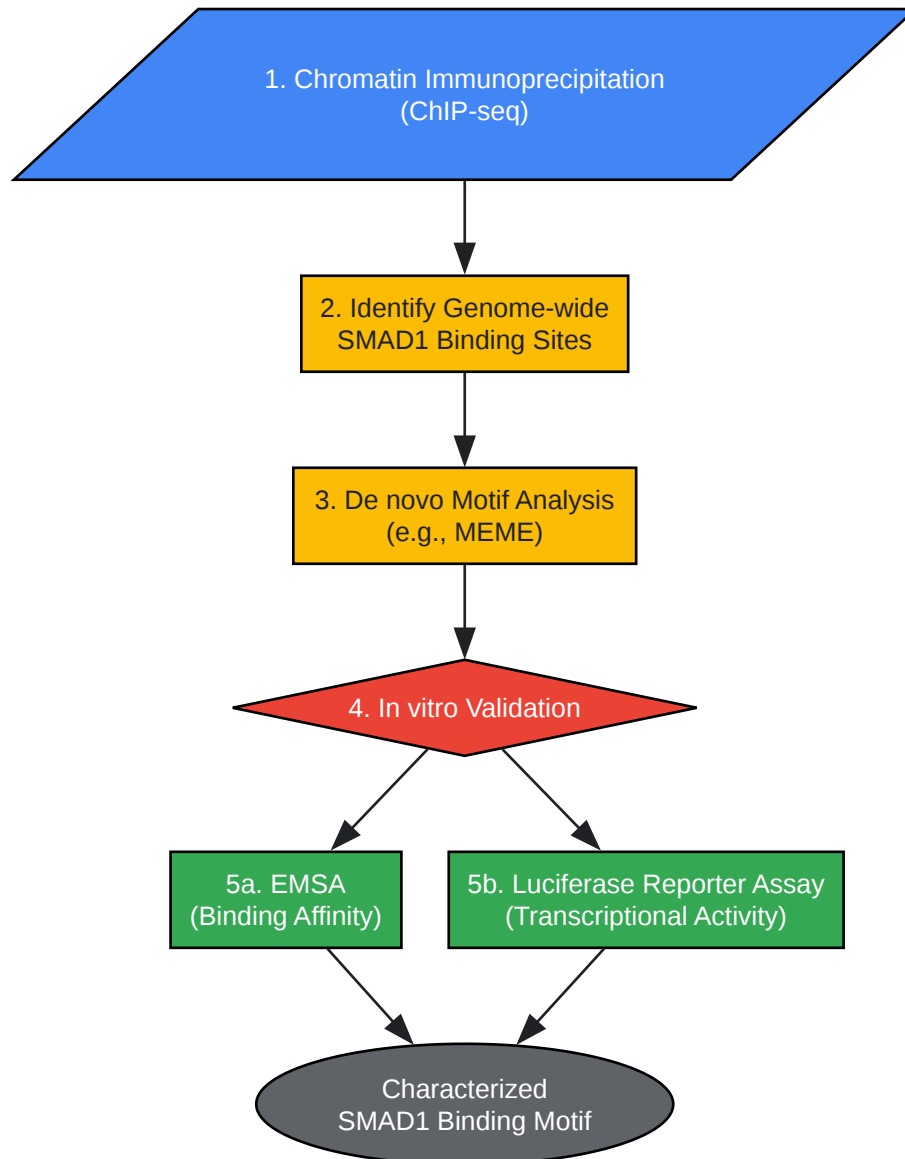 1. Chromatin Immunoprecipitation
(ChIP-seq)
2. Identify Genome-wide
SMAD1 Binding Sites
3. De novo Motif Analysis
(e.g., MEME)
4. In vitro Validation
5a. EMSA
(Binding Affinity)
5b. Luciferase Reporter Assay
(Transcriptional Activity)
Characterized
SMAD1 Binding Motif